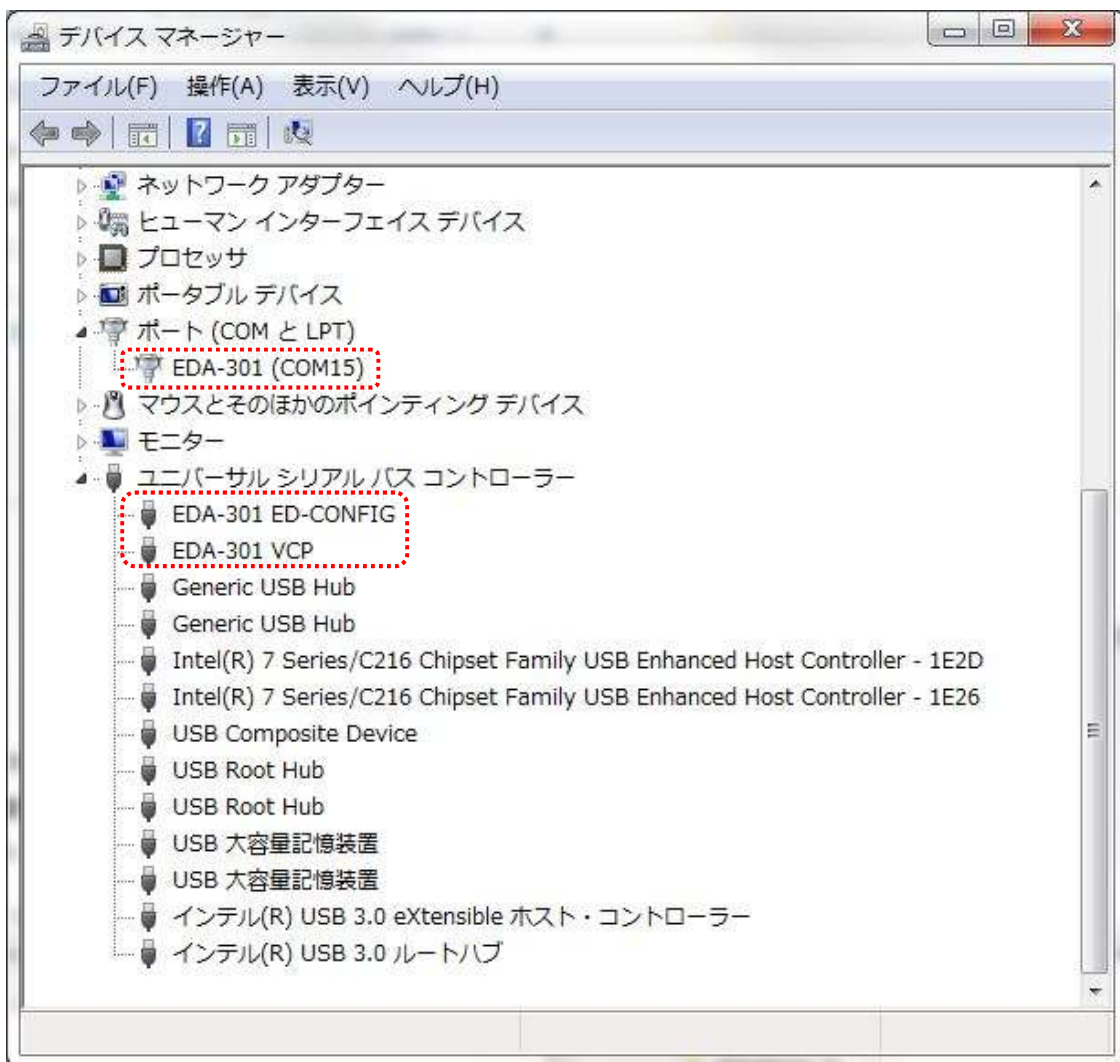 デバイス マネージャー
ファイル(F) 操作(A) 表示(V) ヘルプ(H)
ネットワーク アダプター
ヒューマン インターフェイス デバイス
プロセッサ
ポータブル デバイス
ポート (COM と LPT)
EDA-301 (COM15)
マウスとそのほかのポインティング デバイス
モニター
ユニバーサル シリアル バス コントローラー
EDA-301 ED-CONFIG
EDA-301 VCP
Generic USB Hub
Generic USB Hub
Intel(R) 7 Series/C216 Chipset Family USB Enhanced Host Controller - 1E2D
Intel(R) 7 Series/C216 Chipset Family USB Enhanced Host Controller - 1E26
USB Composite Device
USB Root Hub
USB Root Hub
USB 大容量記憶装置
USB 大容量記憶装置
インテル(R) USB 3.0 eXtensible ホスト・コントローラー
インテル(R) USB 3.0 ルートハブ